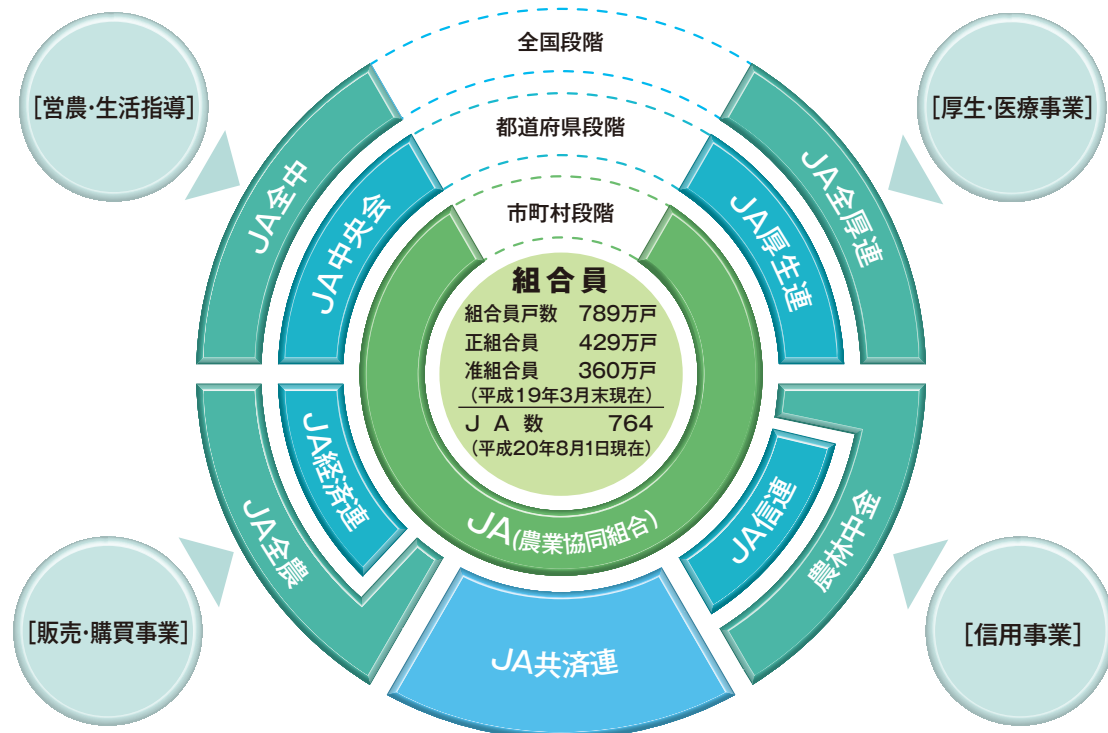 全国段階
都道府県段階
市町村段階
[営農・生活指導]
[厚生・医療事業]
JA全中
JA中央会
JA厚生連
JA全厚連
組合員
組合員戸数 789万戸
正組合員 429万戸
准組合員 360万戸
(平成19年3月末現在)
JA数 764
(平成20年8月1日現在)
JA(農業協同組合)
JA経済連
JA全農
JA信連
農林中金
JA共済連
[販売・購買事業]
[信用事業]